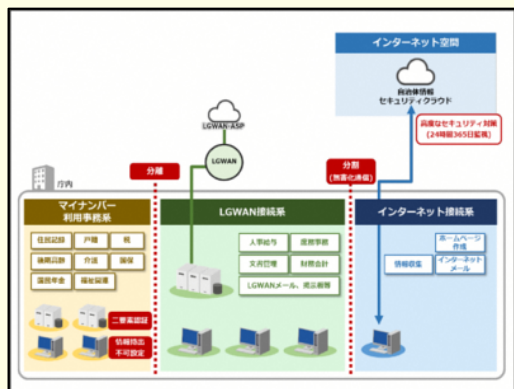 インターネット空間
自治体情報
セキュリティクラウド
高度なセキュリティ対策
(24時間365日監視)
LGWAN-ASP
LGWAN
分離
分割
(無害化通信)
庁内
マイナンバー
利用事務系
住民記録
戸籍
税
後期高齢
介護
国保
国民年金
福祉関連
二要素認証
情報持出
不可設定
LGWAN接続系
人事給与
庶務事務
文書管理
財務会計
LGWANメール、掲示板等
インターネット接続系
ホームページ
作成
情報収集
インターネット
メール